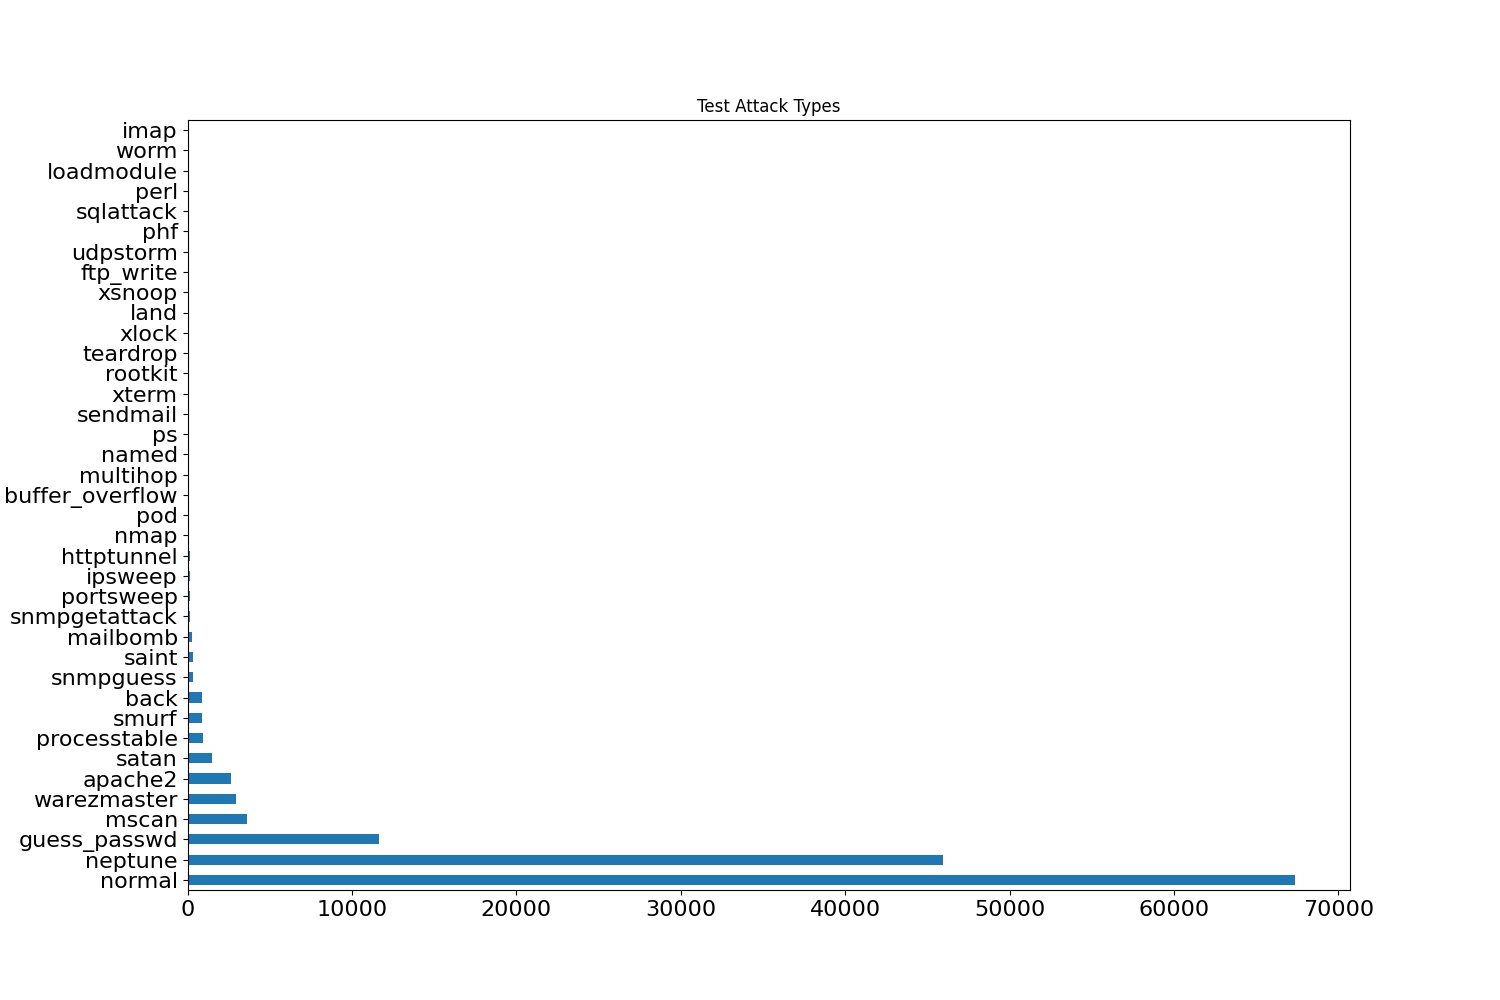 Test Attack Types
imap
worm
loadmodule
perl
sqlattack
phf
udpstorm
ftp_write
xsnoop
land
xlock
teardrop
rootkit
xterm
sendmail
ps
named
multihop
buffer_overflow
pod
nmap
httptunnel
ipsweep
portsweep
snmpgetattack
mailbomb
saint
snmpguess
back
smurf
processtable
satan
apache2
warezmaster
mscan
guess_passwd
neptune
normal
0 10000 20000 30000 40000 50000 60000 70000